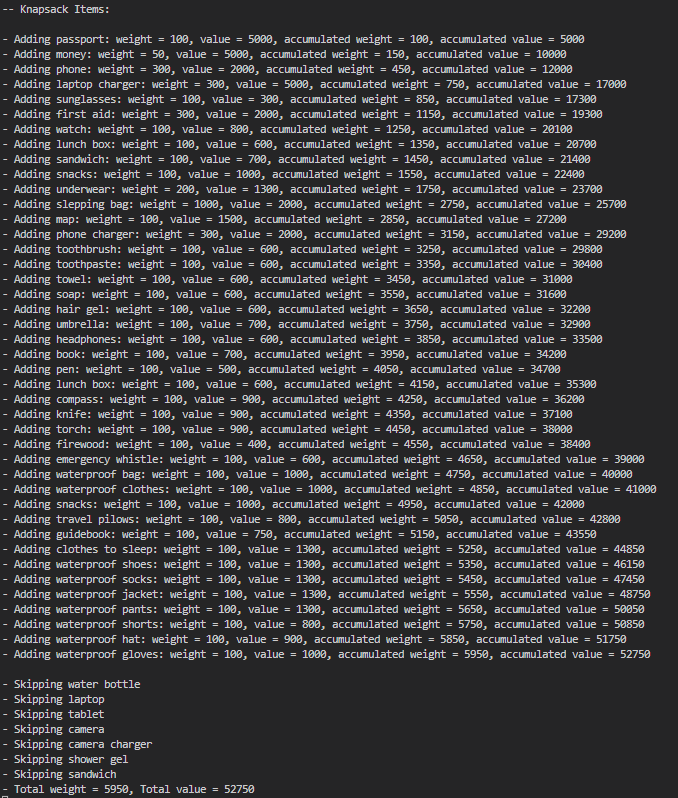 -- Knapsack Items:
- Adding passport: weight = 100, value = 5000, accumulated weight = 100, accumulated value = 5000
- Adding money: weight = 50, value = 5000, accumulated weight = 150, accumulated value = 10000
- Adding phone: weight = 300, value = 2000, accumulated weight = 450, accumulated value = 12000
- Adding laptop charger: weight = 300, value = 5000, accumulated weight = 750, accumulated value = 17000
- Adding sunglasses: weight = 100, value = 300, accumulated weight = 850, accumulated value = 17300
- Adding first aid: weight = 300, value = 2000, accumulated weight = 1150, accumulated value = 19300
- Adding watch: weight = 100, value = 800, accumulated weight = 1250, accumulated value = 20100
- Adding lunch box: weight = 100, value = 600, accumulated weight = 1350, accumulated value = 20700
- Adding sandwich: weight = 100, value = 700, accumulated weight = 1450, accumulated value = 21400
- Adding snacks: weight = 100, value = 1000, accumulated weight = 1550, accumulated value = 22400
- Adding underwear: weight = 200, value = 1300, accumulated weight = 1750, accumulated value = 23700
- Adding slepping bag: weight = 1000, value = 2000, accumulated weight = 2750, accumulated value = 25700
- Adding map: weight = 100, value = 1500, accumulated weight = 2850, accumulated value = 27200
- Adding phone charger: weight = 300, value = 2000, accumulated weight = 3150, accumulated value = 29200
- Adding toothbrush: weight = 100, value = 600, accumulated weight = 3250, accumulated value = 29800
- Adding toothpaste: weight = 100, value = 600, accumulated weight = 3350, accumulated value = 30400
- Adding towel: weight = 100, value = 600, accumulated weight = 3450, accumulated value = 31000
- Adding soap: weight = 100, value = 600, accumulated weight = 3550, accumulated value = 31600
- Adding hair gel: weight = 100, value = 600, accumulated weight = 3650, accumulated value = 32200
- Adding umbrella: weight = 100, value = 700, accumulated weight = 3750, accumulated value = 32900
- Adding headphones: weight = 100, value = 600, accumulated weight = 3850, accumulated value = 33500
- Adding book: weight = 100, value = 700, accumulated weight = 3950, accumulated value = 34200
- Adding pen: weight = 100, value = 500, accumulated weight = 4050, accumulated value = 34700
- Adding lunch box: weight = 100, value = 600, accumulated weight = 4150, accumulated value = 35300
- Adding compass: weight = 100, value = 900, accumulated weight = 4250, accumulated value = 36200
- Adding knife: weight = 100, value = 900, accumulated weight = 4350, accumulated value = 37100
- Adding torch: weight = 100, value = 900, accumulated weight = 4450, accumulated value = 38000
- Adding firewood: weight = 100, value = 400, accumulated weight = 4550, accumulated value = 38400
- Adding emergency whistle: weight = 100, value = 600, accumulated weight = 4650, accumulated value = 39000
- Adding waterproof bag: weight = 100, value = 1000, accumulated weight = 4750, accumulated value = 40000
- Adding waterproof clothes: weight = 100, value = 1000, accumulated weight = 4850, accumulated value = 41000
- Adding snacks: weight = 100, value = 1000, accumulated weight = 4950, accumulated value = 42000
- Adding travel pilows: weight = 100, value = 800, accumulated weight = 5050, accumulated value = 42800
- Adding guidebook: weight = 100, value = 750, accumulated weight = 5150, accumulated value = 43550
- Adding clothes to sleep: weight = 100, value = 1300, accumulated weight = 5250, accumulated value = 44850
- Adding waterproof shoes: weight = 100, value = 1300, accumulated weight = 5350, accumulated value = 46150
- Adding waterproof socks: weight = 100, value = 1300, accumulated weight = 5450, accumulated value = 47450
- Adding waterproof jacket: weight = 100, value = 1300, accumulated weight = 5550, accumulated value = 48750
- Adding waterproof pants: weight = 100, value = 1300, accumulated weight = 5650, accumulated value = 50050
- Adding waterproof shorts: weight = 100, value = 800, accumulated weight = 5750, accumulated value = 50850
- Adding waterproof hat: weight = 100, value = 900, accumulated weight = 5850, accumulated value = 51750
- Adding waterproof gloves: weight = 100, value = 1000, accumulated weight = 5950, accumulated value = 52750
- Skipping water bottle
- Skipping laptop
- Skipping tablet
- Skipping camera
- Skipping camera charger
- Skipping shower gel
- Skipping sandwich
- Total weight = 5950, Total value = 52750